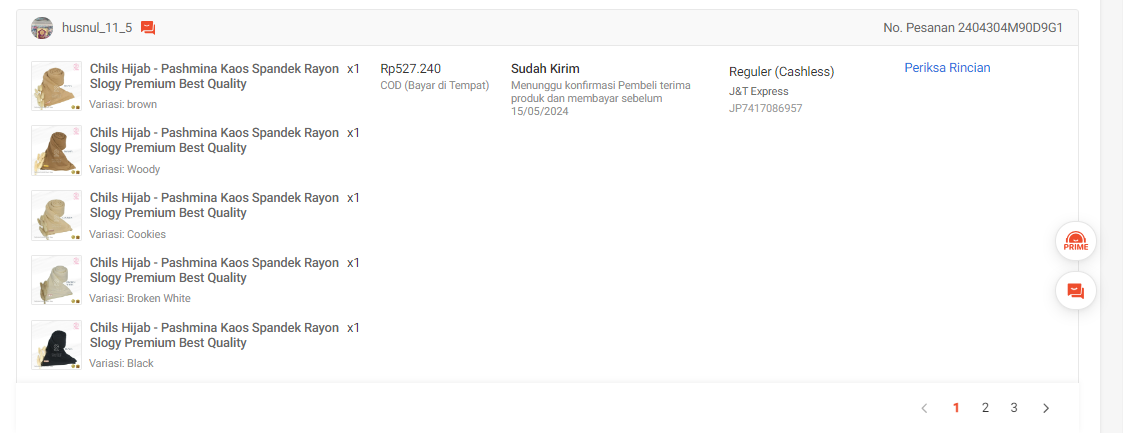 husnul_11_5
No. Pesanan 2404304M90D9G1
Chils Hijab - Pashmina Kaos Spandek Rayon x1
Slogy Premium Best Quality
Variasi: brown
Rp527.240
COD (Bayar di Tempat)
Sudah Kirim
Menunggu konfirmasi Pembeli terima
produk dan membayar sebelum
15/05/2024
Reguler (Cashless)
J&T Express
JP7417086957
Periksa Rincian
Chils Hijab - Pashmina Kaos Spandek Rayon x1
Slogy Premium Best Quality
Variasi: Woody
Chils Hijab - Pashmina Kaos Spandek Rayon x1
Slogy Premium Best Quality
Variasi: Cookies
Chils Hijab - Pashmina Kaos Spandek Rayon x1
Slogy Premium Best Quality
Variasi: Broken White
Chils Hijab - Pashmina Kaos Spandek Rayon x1
Slogy Premium Best Quality
Variasi: Black
PRIME
1 2 3